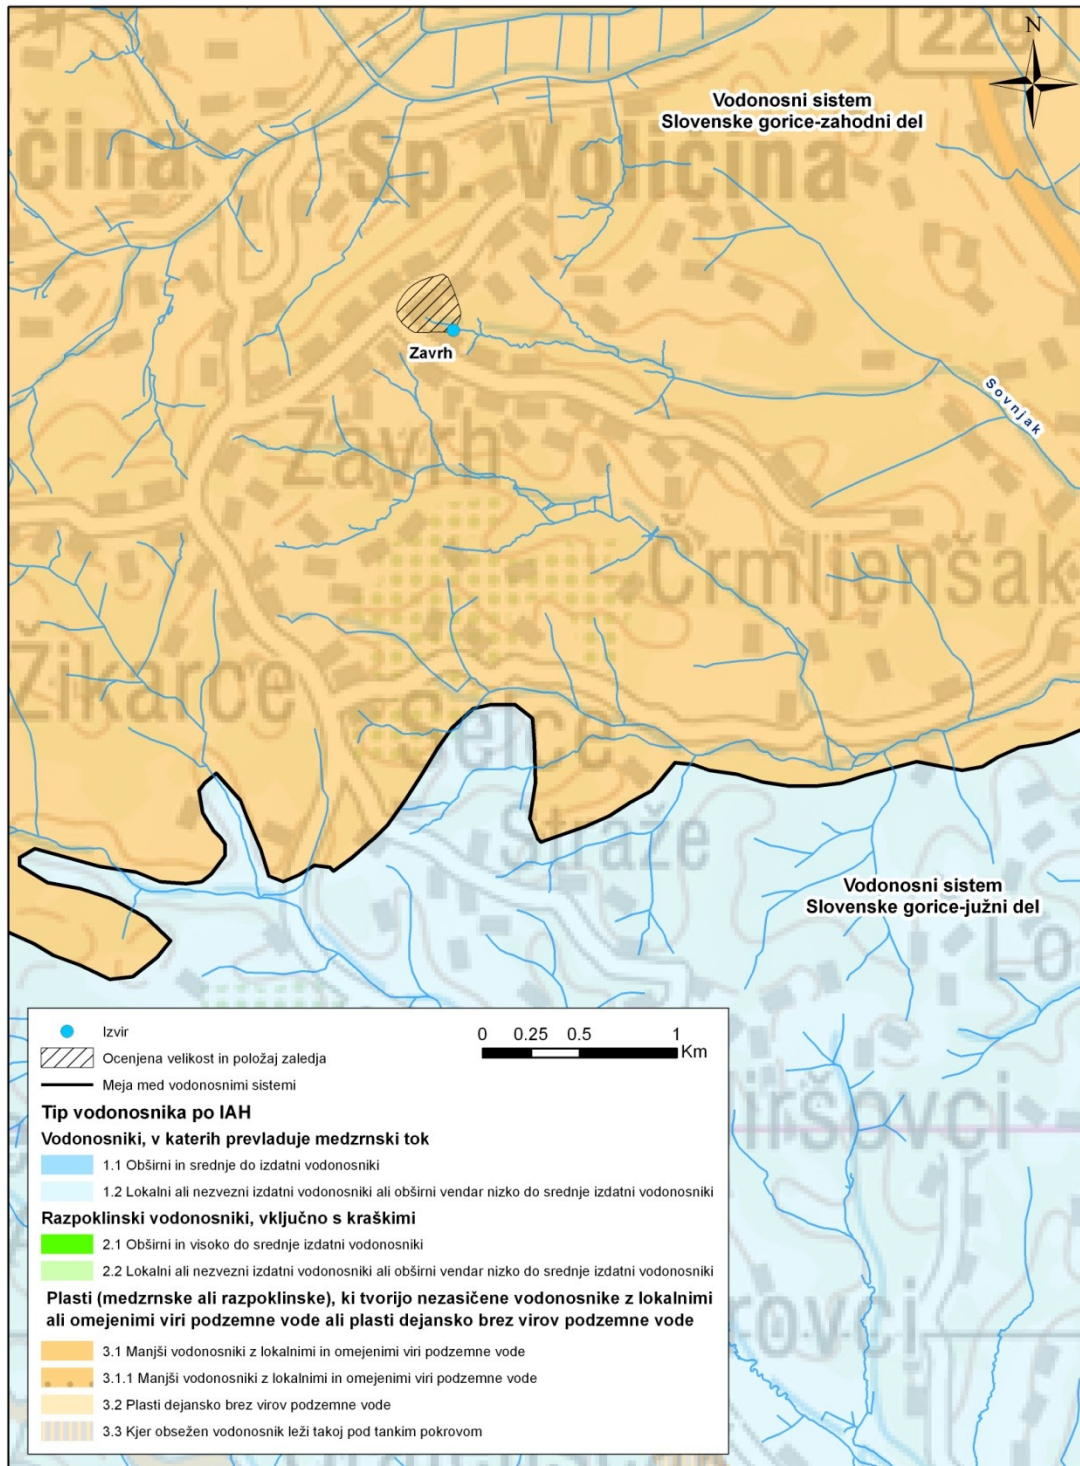 229
N
Vodonosni sistem
Slovenske gorice-zahodni del
čina
Sp. Voličina
Zavrh
Sovnjak
Zavrh
Črmljenšak
Žikarce
Selce
Straže
Vodonosni sistem
Slovenske gorice-južni del
Lo
iršovci
rovci
Izvir
0 0.25 0.5 1
Km
Ocenjena velikost in položaj zaledja
Meja med vodonosnimi sistemi
Tip vodonosnika po IAH
Vodonosniki, v katerih prevladuje medzrnski tok
1.1 Obširni in srednje do izdatni vodonosniki
1.2 Lokalni ali nezvezni izdatni vodonosniki ali obširni vendar nizko do srednje izdatni vodonosniki
Razpoklinski vodonosniki, vključno s kraškimi
2.1 Obširni in visoko do srednje izdatni vodonosniki
2.2 Lokalni ali nezvezni izdatni vodonosniki ali obširni vendar nizko do srednje izdatni vodonosniki
Plasti (medzrnske ali razpoklinske), ki tvorijo nezasičene vodonosnike z lokalnimi
ali omejenimi viri podzemne vode ali plasti dejansko brez virov podzemne vode
3.1 Manjši vodonosniki z lokalnimi in omejenimi viri podzemne vode
3.1.1 Manjši vodonosniki z lokalnimi in omejenimi viri podzemne vode
3.2 Plasti dejansko brez virov podzemne vode
3.3 Kjer obsežen vodonosnik leži takoj pod tankim pokrovom